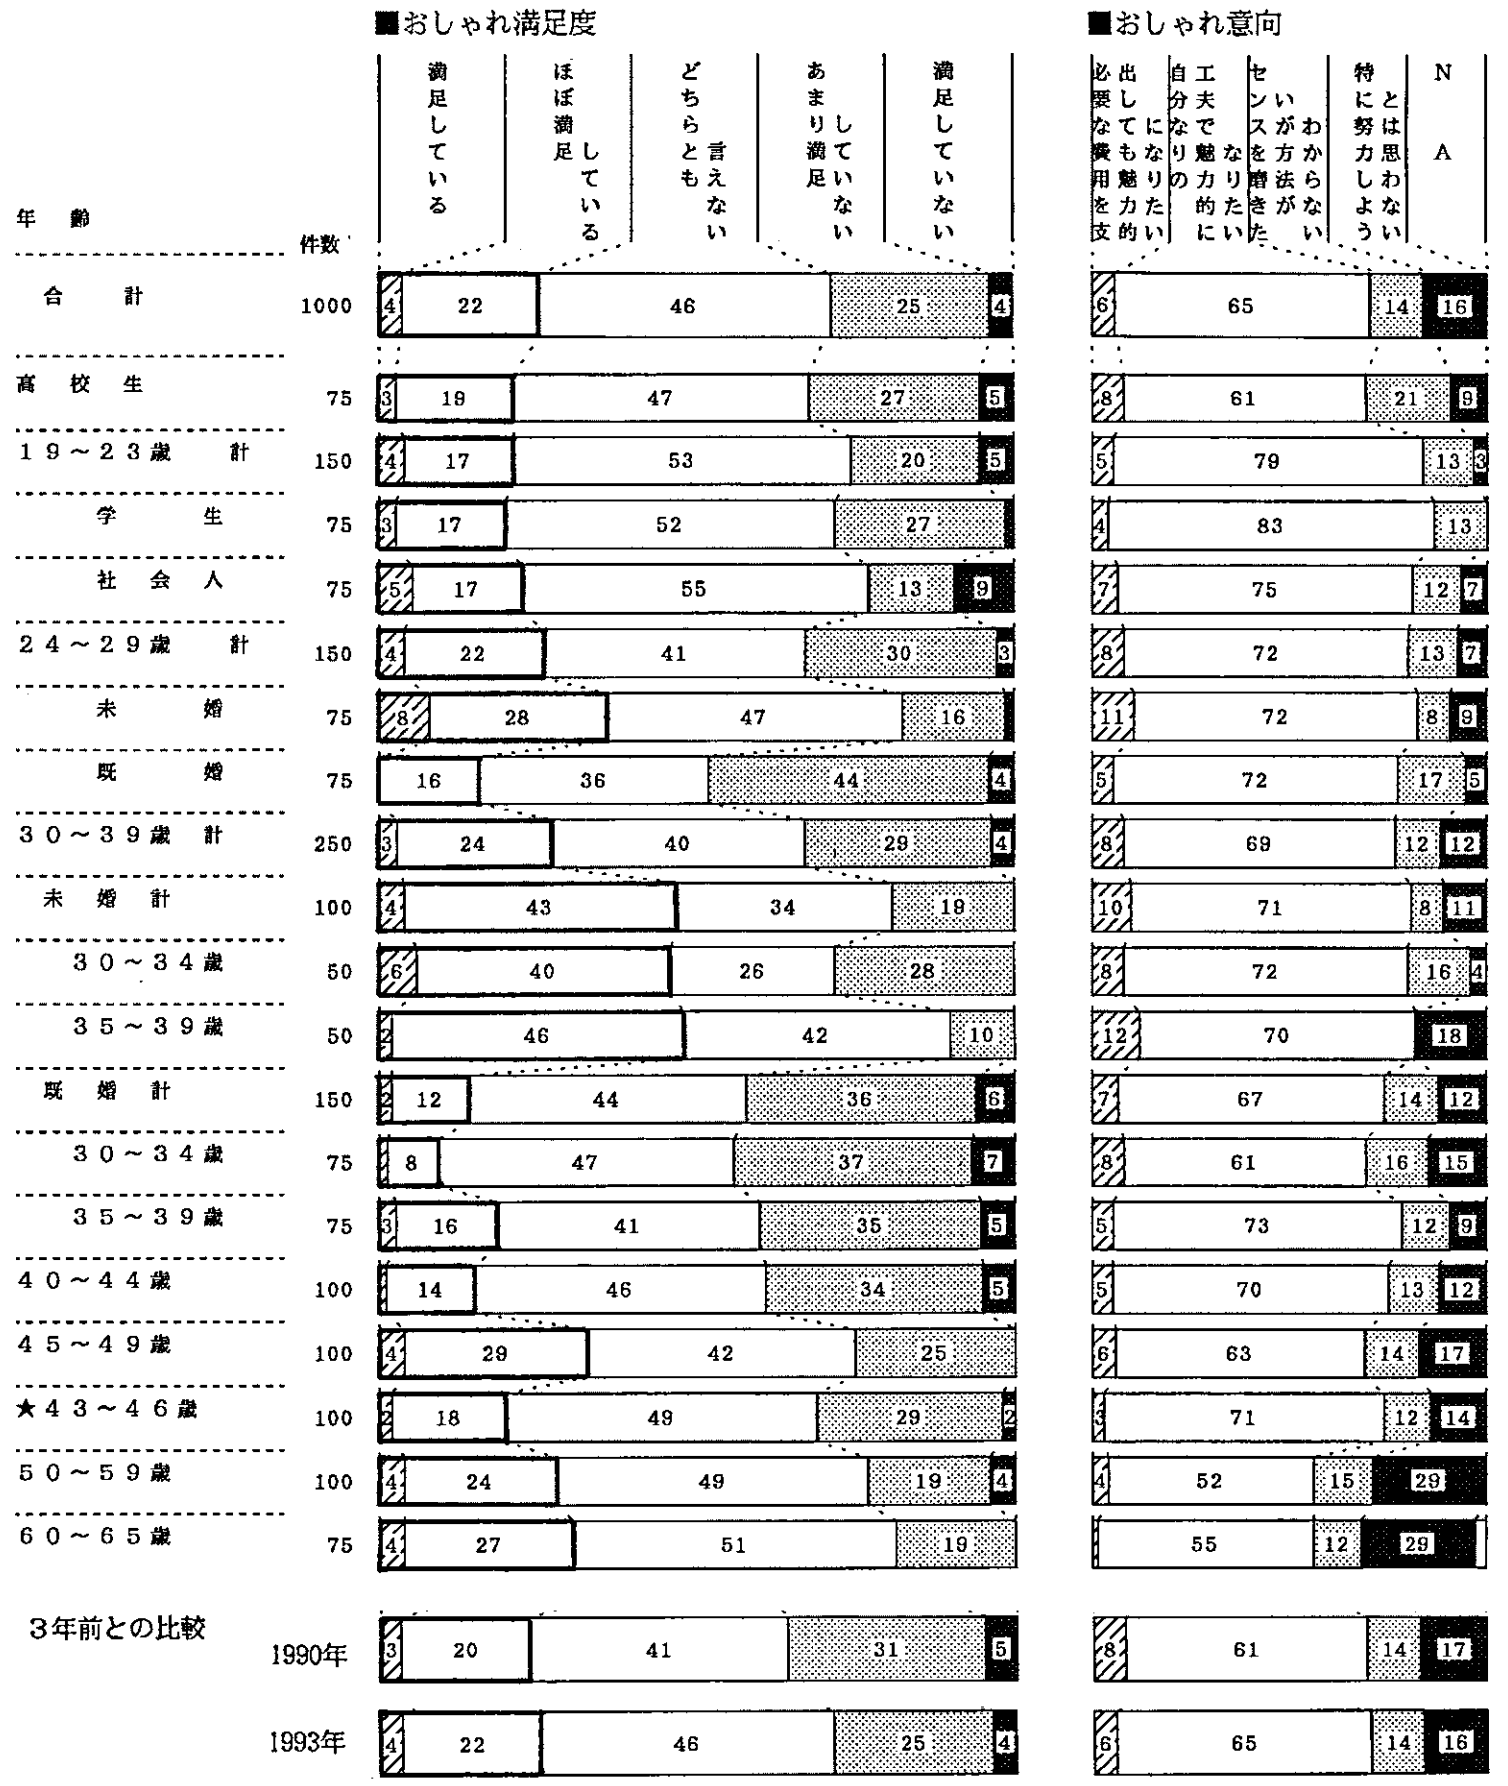 ■おしゃれ満足度
■おしゃれ意向
満足している
ほぼ満足している
どちらとも言えない
あまり満足していない
満足していない
必要な費用を支出しても魅力的になりたい
自分なりの工夫で魅力的になりたい
センスを磨きたいが方法がわからない
特に努力しようとは思わない
NA
年齢
件数
合計 1000 4 22 46 25 4 6 65 14 16
高校生 75 3 19 47 27 5 8 61 21 9
19～23歳 計 150 4 17 53 20 5 5 79 13 3
学生 75 3 17 52 27 4 83 13
社会人 75 5 17 55 13 9 7 75 12 7
24～29歳 計 150 4 22 41 30 3 8 72 13 7
未婚 75 8 28 47 16 11 72 8 9
既婚 75 16 36 44 4 5 72 17 5
30～39歳 計 250 3 24 40 29 4 8 69 12 12
未婚計 100 4 43 34 19 10 71 8 11
30～34歳 50 6 40 26 28 8 72 16 4
35～39歳 50 2 46 42 10 12 70 18
既婚計 150 2 12 44 36 6 7 67 14 12
30～34歳 75 8 47 37 7 8 61 16 15
35～39歳 75 3 16 41 35 5 5 73 12 9
40～44歳 100 14 46 34 5 5 70 13 12
45～49歳 100 4 29 42 25 6 63 14 17
★43～46歳 100 2 18 49 29 2 3 71 12 14
50～59歳 100 4 24 49 19 4 4 52 15 29
60～65歳 75 4 27 51 19 55 12 29
3年前との比較
1990年 3 20 41 31 5 8 61 14 17
1993年 4 22 46 25 4 6 65 14 16